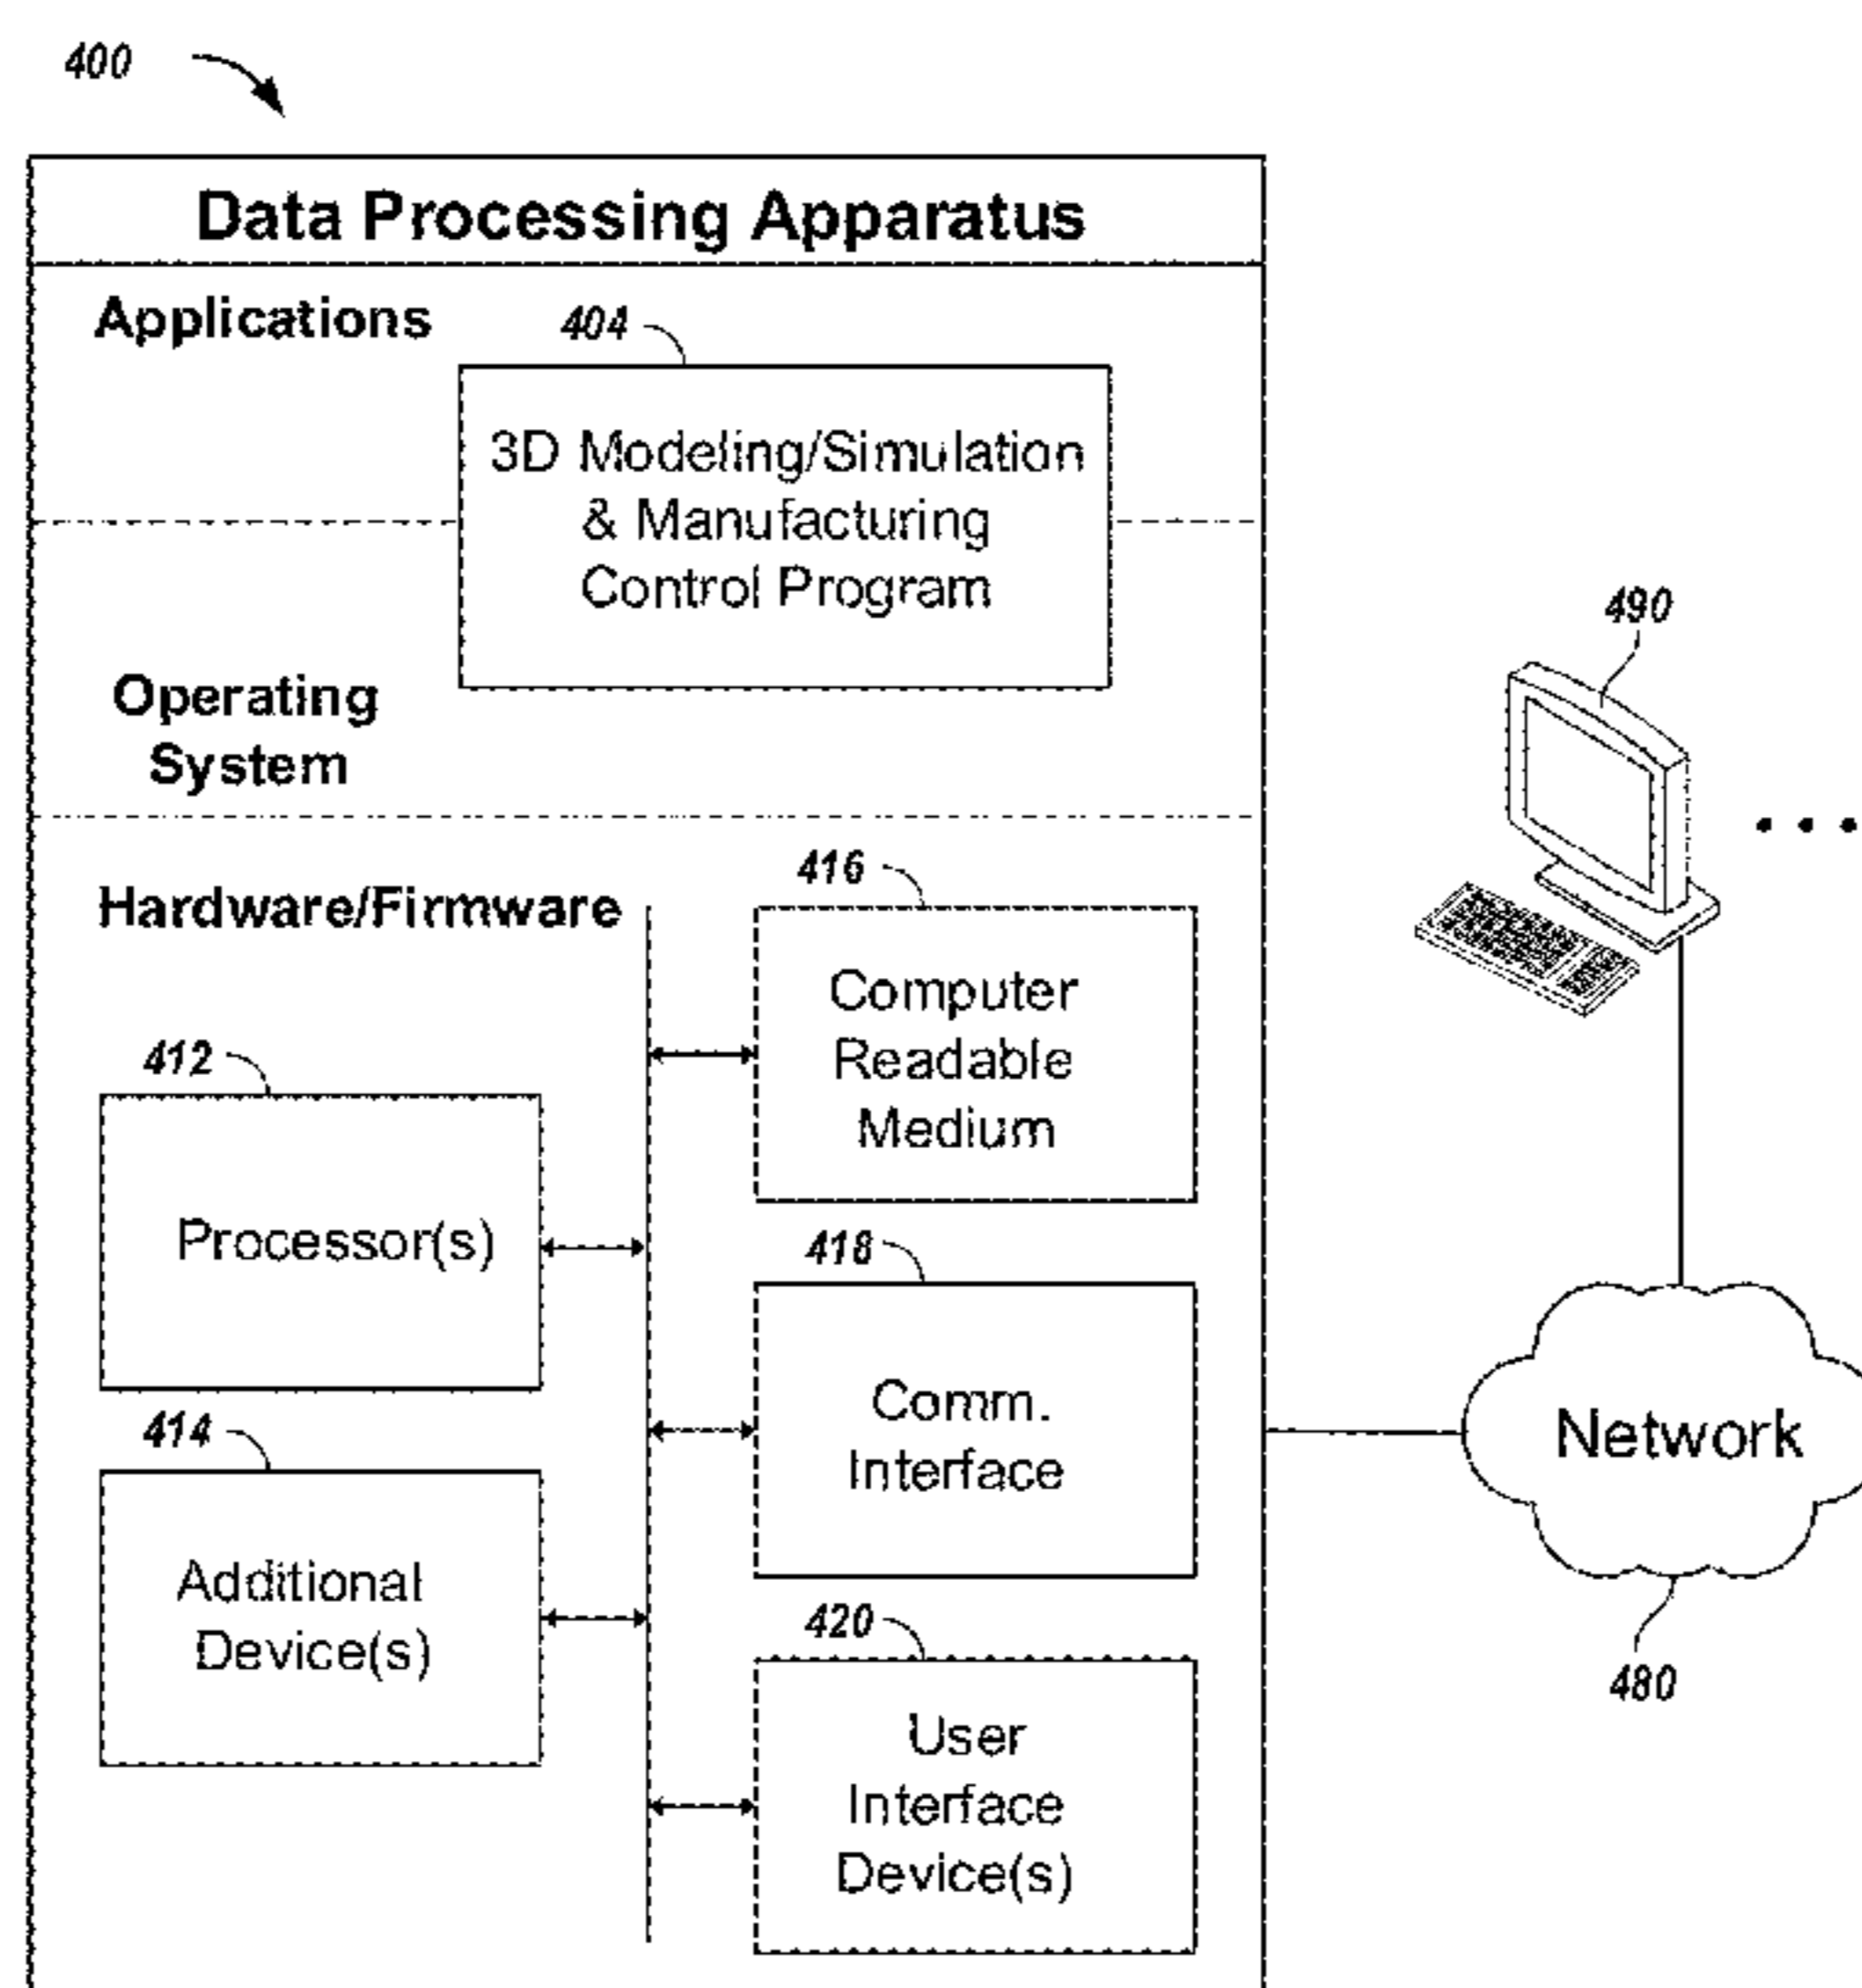 400
Data Processing Apparatus
Applications
404
3D Modeling/Simulation
& Manufacturing
Control Program
Operating
System
490
Hardware/Firmware
416
Computer
Readable
Medium
412
Processor(s)
418
Comm.
Interface
Network
414
Additional
Device(s)
420
User
Interface
Device(s)
480